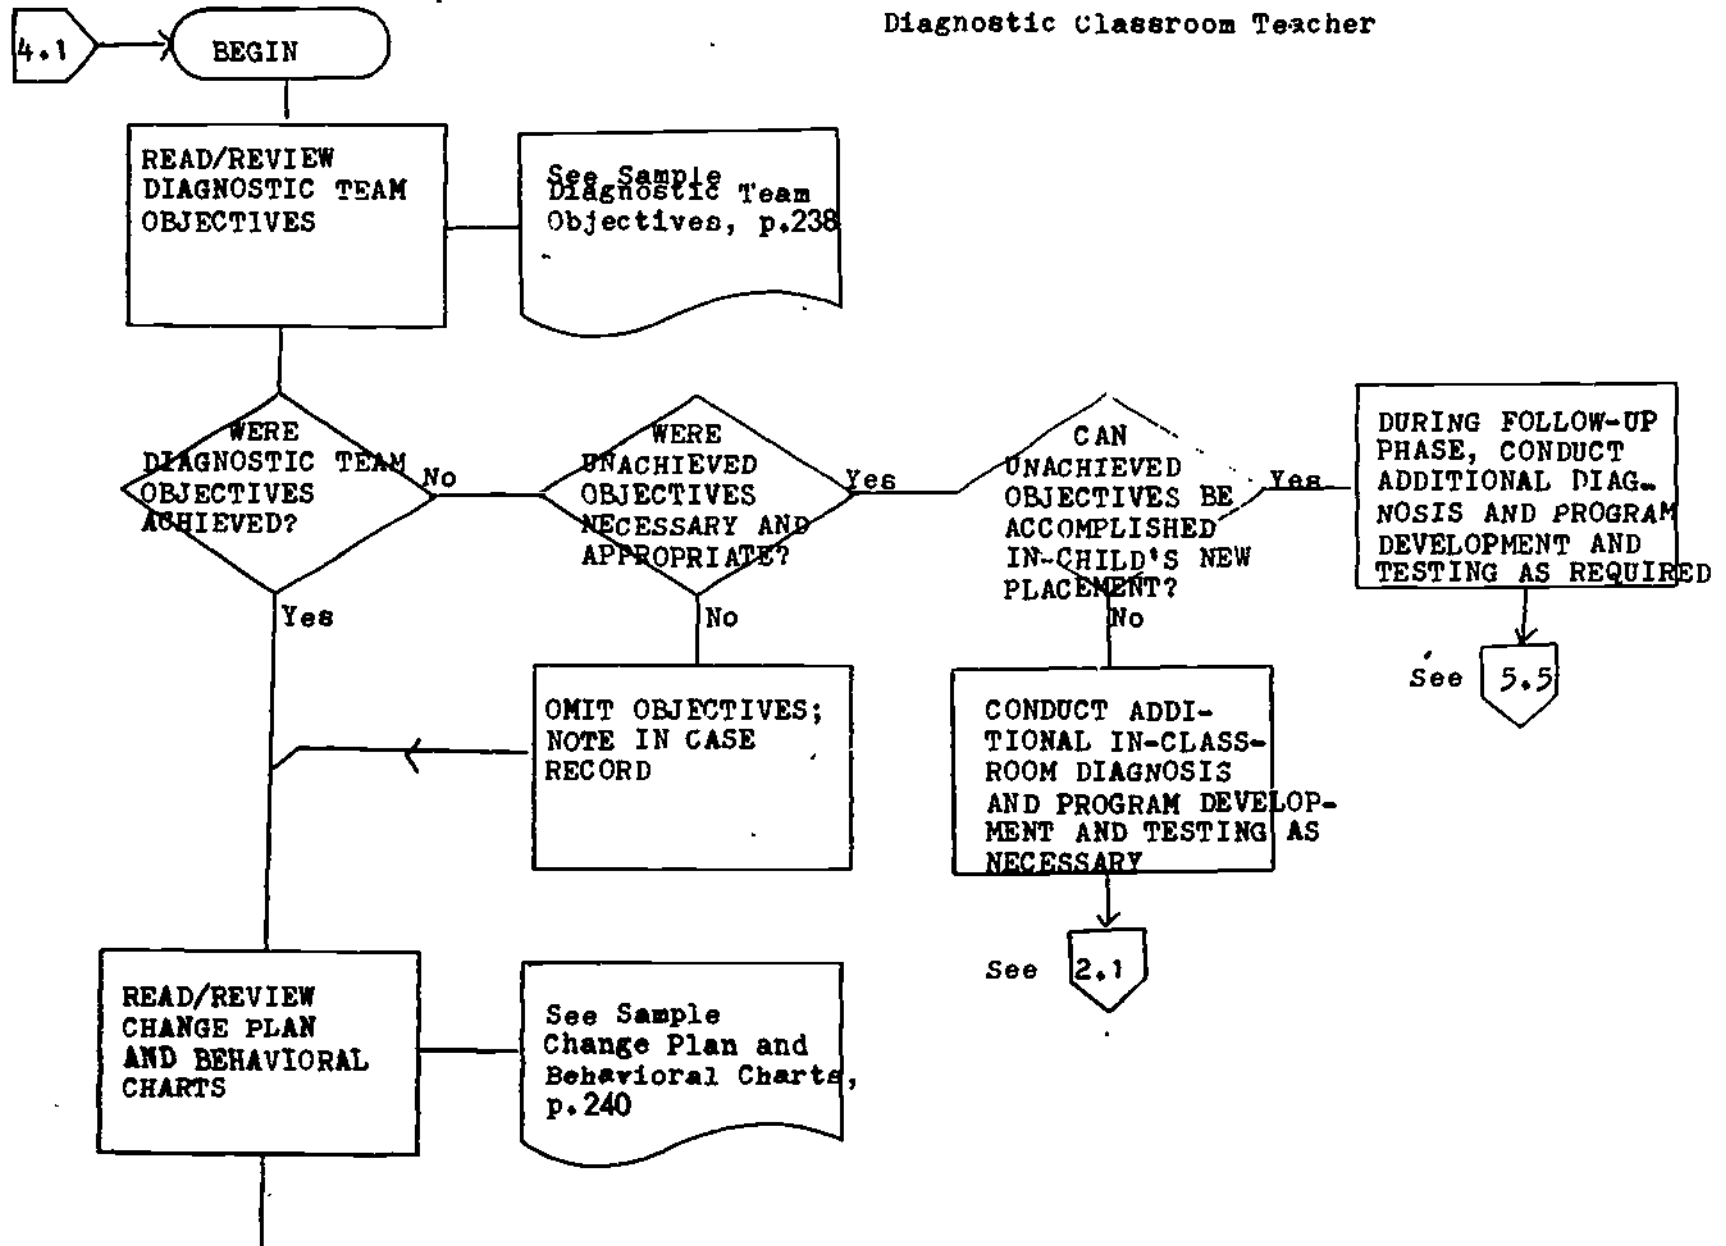 Diagnostic Classroom Teacher
4.1
BEGIN
READ/REVIEW
DIAGNOSTIC TEAM
OBJECTIVES
See Sample
Diagnostic Team
Objectives, p.238
WERE
DIAGNOSTIC TEAM
OBJECTIVES
ACHIEVED?
No
Yes
WERE
UNACHIEVED
OBJECTIVES
NECESSARY AND
APPROPRIATE?
Yes
No
CAN
UNACHIEVED
OBJECTIVES BE
ACCOMPLISHED
IN-CHILD'S NEW
PLACEMENT?
Yes
No
DURING FOLLOW-UP
PHASE, CONDUCT
ADDITIONAL DIAG-
NOSIS AND PROGRAM
DEVELOPMENT AND
TESTING AS REQUIRED
See 5.5
OMIT OBJECTIVES;
NOTE IN CASE
RECORD
CONDUCT ADDI-
TIONAL IN-CLASS-
ROOM DIAGNOSIS
AND PROGRAM DEVELOP-
MENT AND TESTING AS
NECESSARY
See 2.1
READ/REVIEW
CHANGE PLAN
AND BEHAVIORAL
CHARTS
See Sample
Change Plan and
Behavioral Charts,
p.240